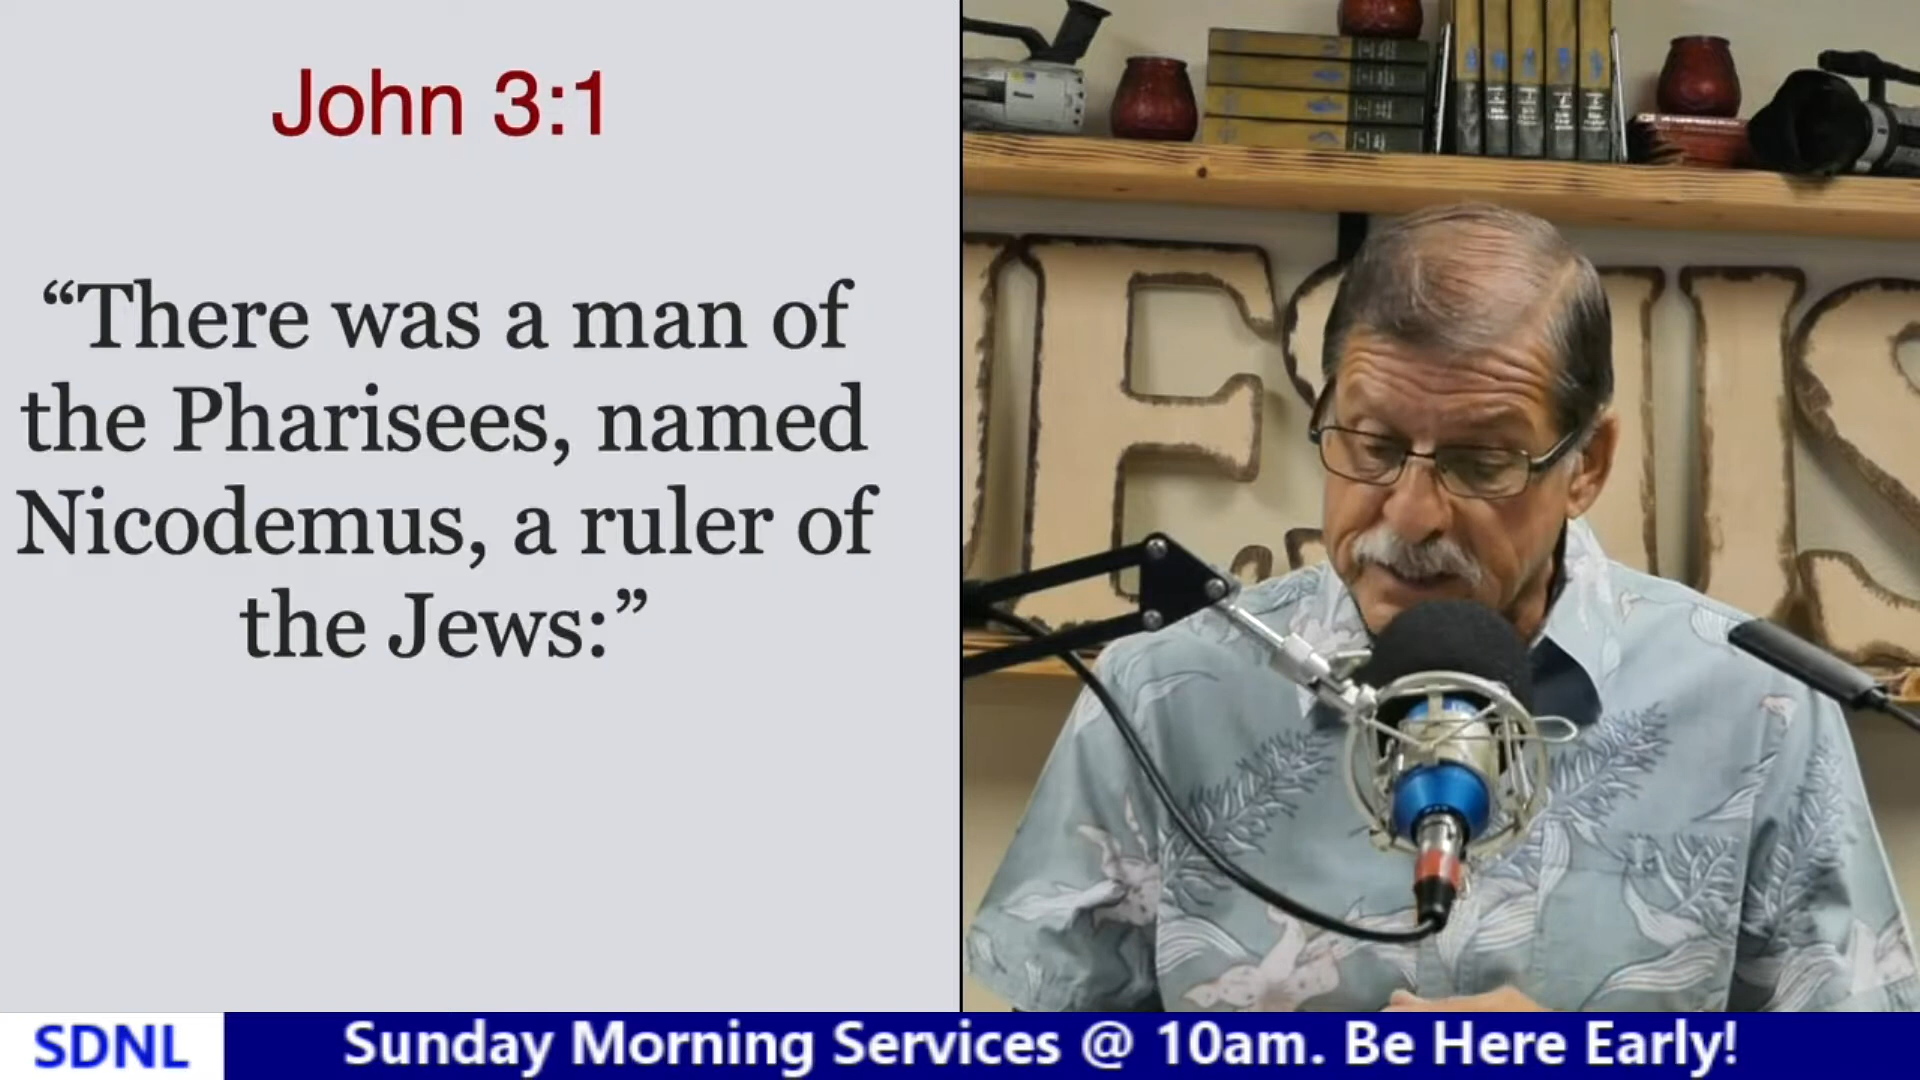 John 3:1
“There was a man of
the Pharisees, named
Nicodemus, a ruler of
the Jews:”
JESUS
SDNL
Sunday Morning Services @ 10am. Be Here Early!